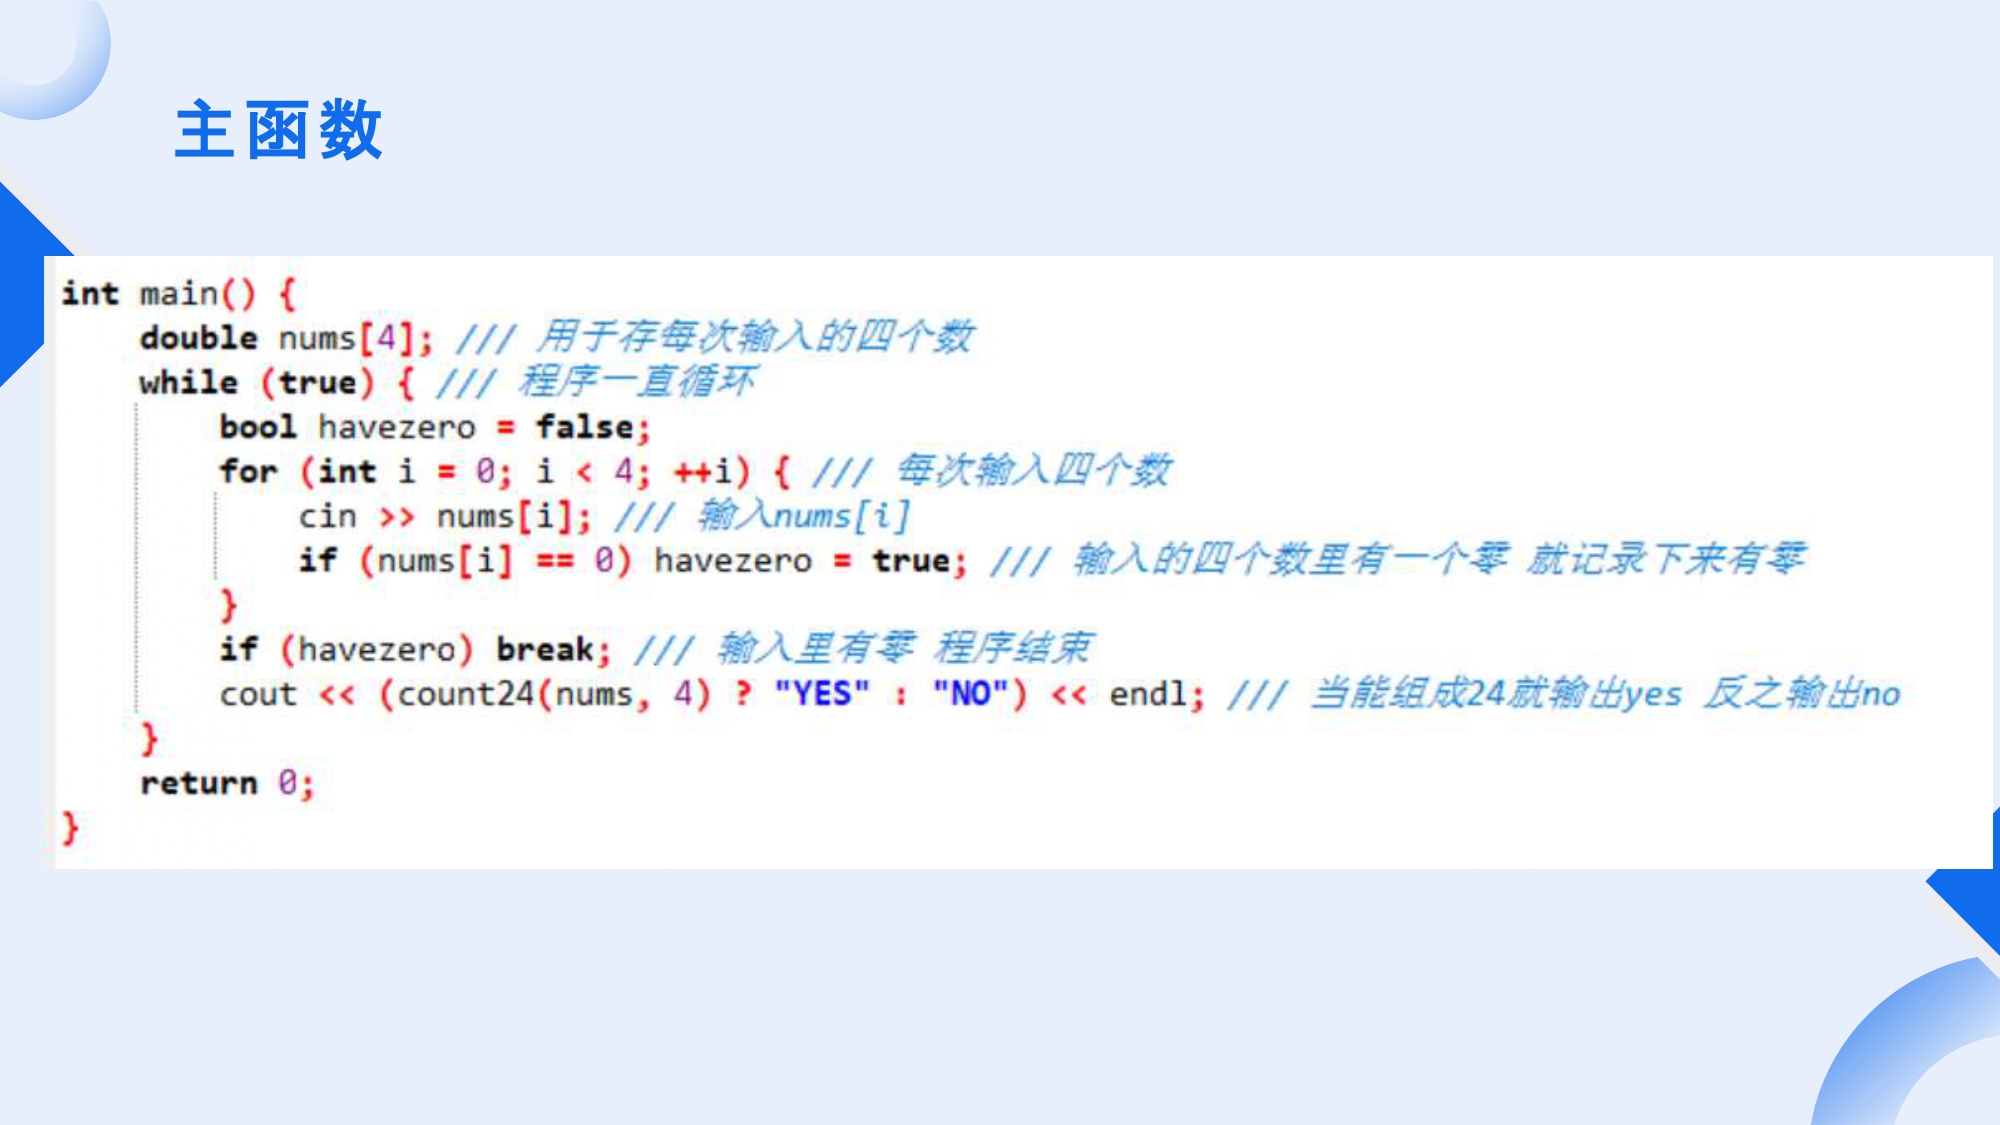 主函数
int main() {
    double nums[4]; /// 用于存每次输入的四个数
    while (true) { /// 程序一直循环
        bool havezero = false;
        for (int i = 0; i < 4; ++i) { /// 每次输入四个数
            cin >> nums[i]; /// 输入nums[i]
            if (nums[i] == 0) havezero = true; /// 输入的四个数里有一个零 就记录下来有零
        }
        if (havezero) break; /// 输入里有零 程序结束
        cout << (count24(nums, 4) ? "YES" : "NO") << endl; /// 当能组成24就输出yes 反之输出no
    }
    return 0;
}